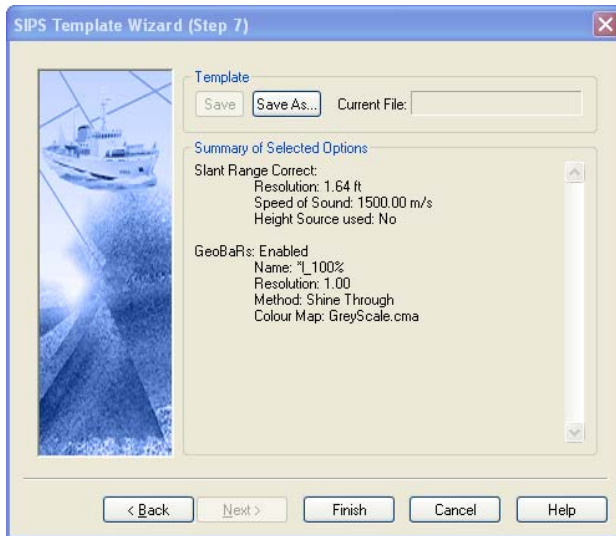 SIPS Template Wizard (Step 7)
Template
Save Save As... Current File:
Summary of Selected Options
Slant Range Correct:
Resolution: 1.64 ft
Speed of Sound: 1500.00 m/s
Height Source used: No
GeoBaRs: Enabled
Name: *I_100%
Resolution: 1.00
Method: Shine Through
Colour Map: GreyScale.cma
< Back Next > Finish Cancel Help